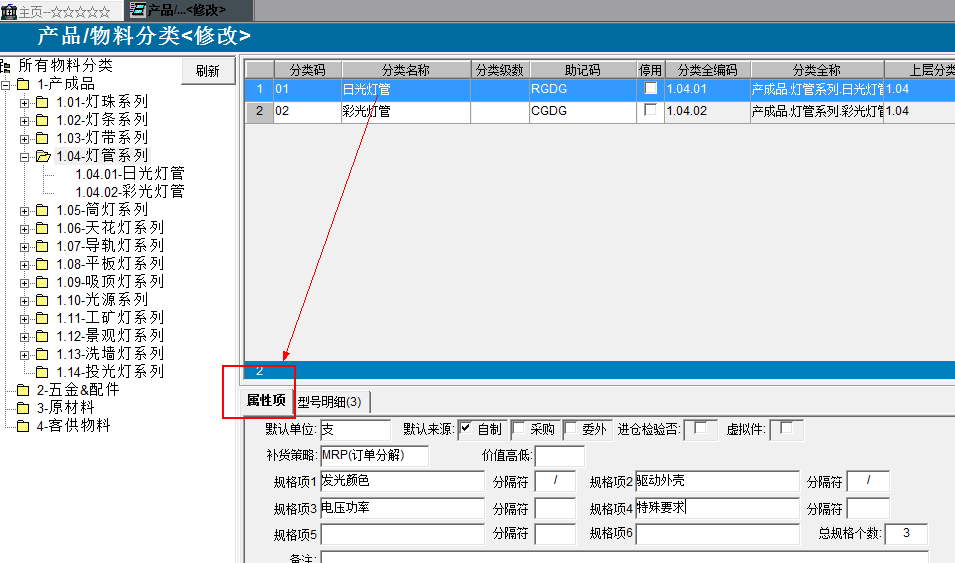 主页--☆☆☆☆☆ 产品/...<修改>
产品/物料分类<修改>
所有物料分类
刷新
1-产成品
1.01-灯珠系列
1.02-灯条系列
1.03-灯带系列
1.04-灯管系列
1.04.01-日光灯管
1.04.02-彩光灯管
1.05-筒灯系列
1.06-天花灯系列
1.07-导轨灯系列
1.08-平板灯系列
1.09-吸顶灯系列
1.10-光源系列
1.11-工矿灯系列
1.12-景观灯系列
1.13-洗墙灯系列
1.14-投光灯系列
2-五金&配件
3-原材料
4-客供物料
分类码 分类名称 分类级数 助记码 停用 分类全编码 分类全称 上层分类
1 01 日光灯管 RGDG 1.04.01 产成品.灯管系列.日光灯管 1.04
2 02 彩光灯管 CGDG 1.04.02 产成品.灯管系列.彩光灯管 1.04
2
属性项 型号明细(3)
默认单位: 支 默认来源: 自制 采购 委外 进仓检验否: 虚拟件:
补货策略: MRP(订单分解) 价值高低:
规格项1 发光颜色 分隔符 / 规格项2 驱动外壳 分隔符 /
规格项3 电压功率 分隔符 规格项4 特殊要求 分隔符
规格项5 分隔符 规格项6 总规格个数: 3
备注: